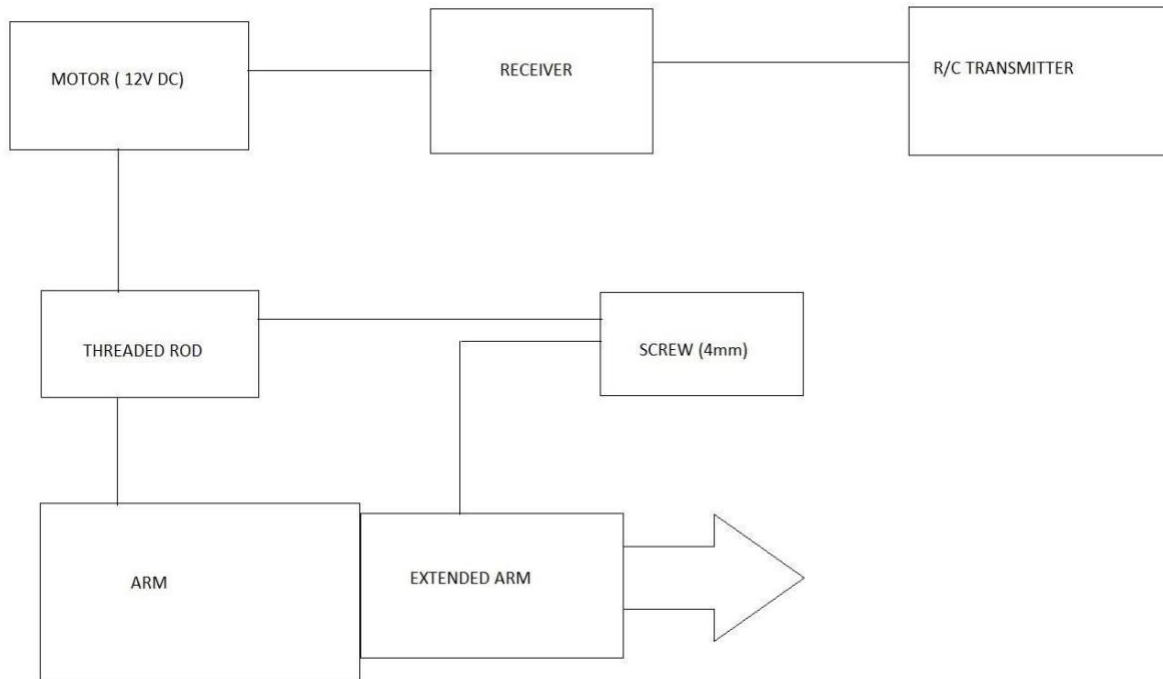 MOTOR ( 12V DC)
RECEIVER
R/C TRANSMITTER
THREADED ROD
SCREW (4mm)
ARM
EXTENDED ARM